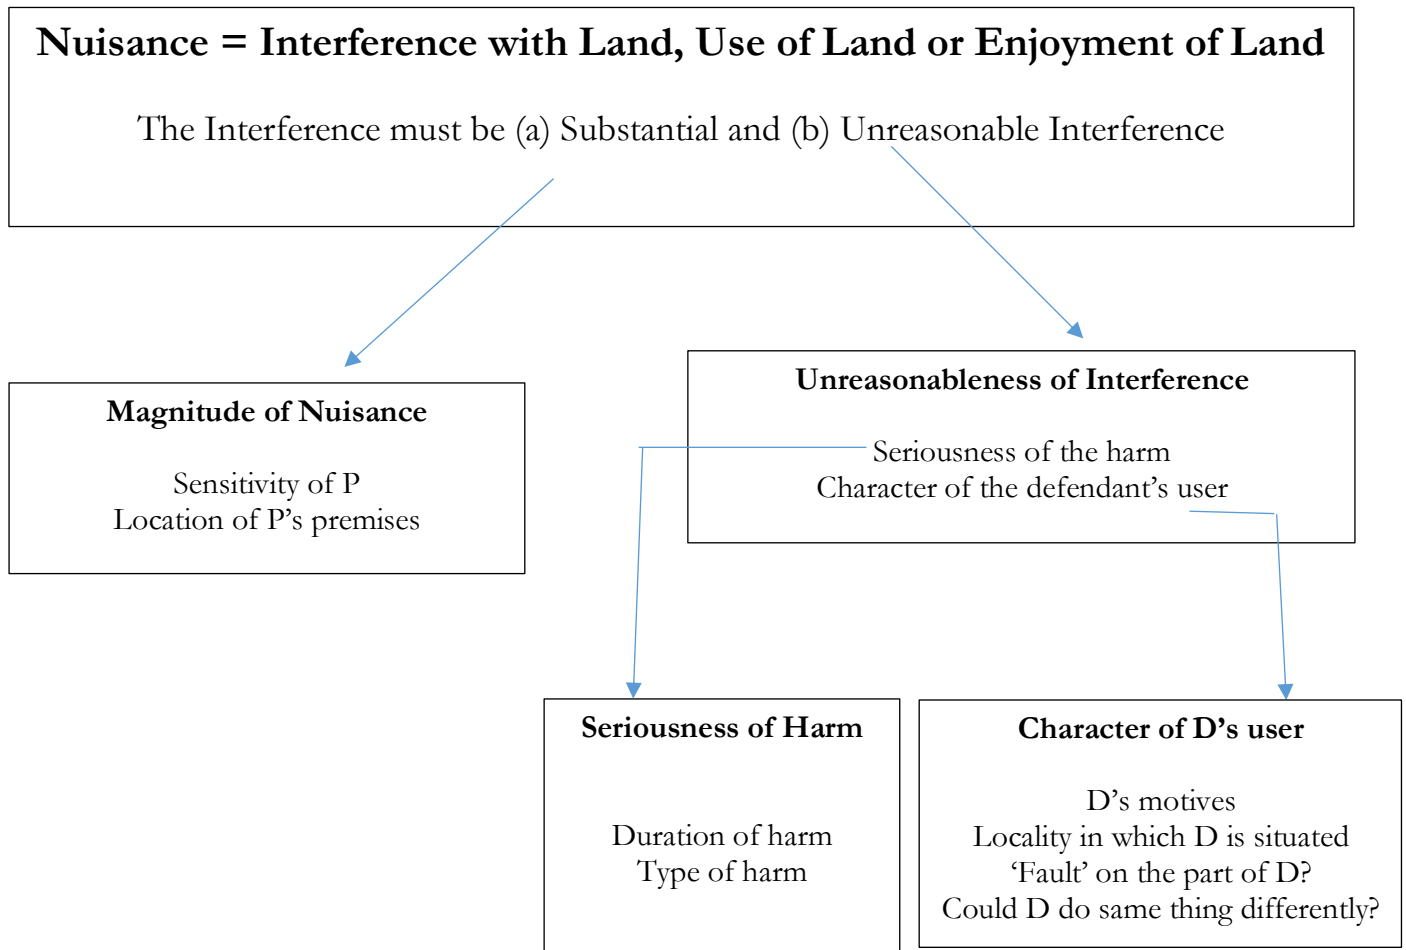 Nuisance = Interference with Land, Use of Land or Enjoyment of Land
The Interference must be (a) Substantial and (b) Unreasonable Interference
Magnitude of Nuisance
Sensitivity of P
Location of P’s premises
Unreasonableness of Interference
Seriousness of the harm
Character of the defendant’s user
Seriousness of Harm
Duration of harm
Type of harm
Character of D’s user
D’s motives
Locality in which D is situated
‘Fault’ on the part of D?
Could D do same thing differently?